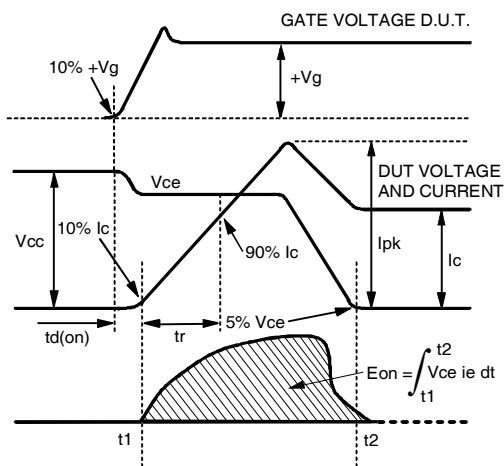 GATE VOLTAGE D.U.T.
10% +Vg
+Vg
Vce
DUT VOLTAGE
AND CURRENT
10% Ic
Vcc
90% Ic
Ipk
Ic
td(on)
tr
5% Vce
Eon = ∫ Vce ie dt
t2
t1
t1
t2